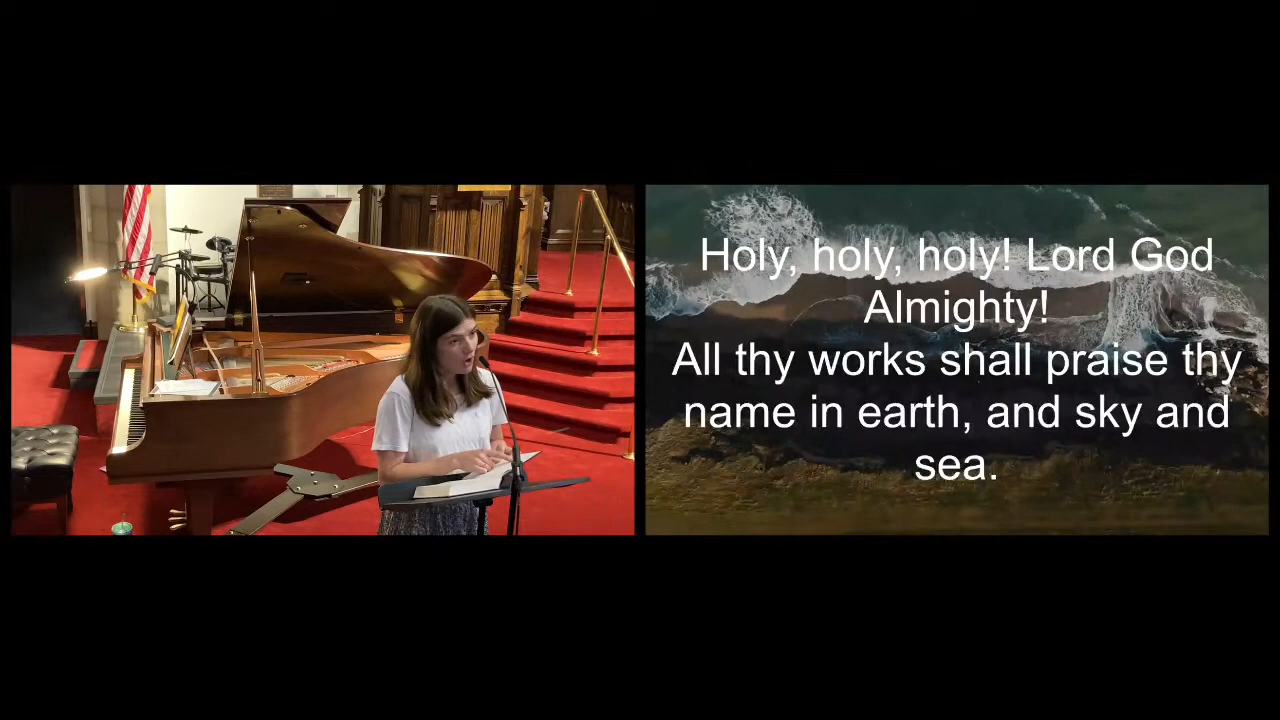 Holy, holy, holy! Lord God
Almighty!
All thy works shall praise thy
name in earth, and sky and
sea.